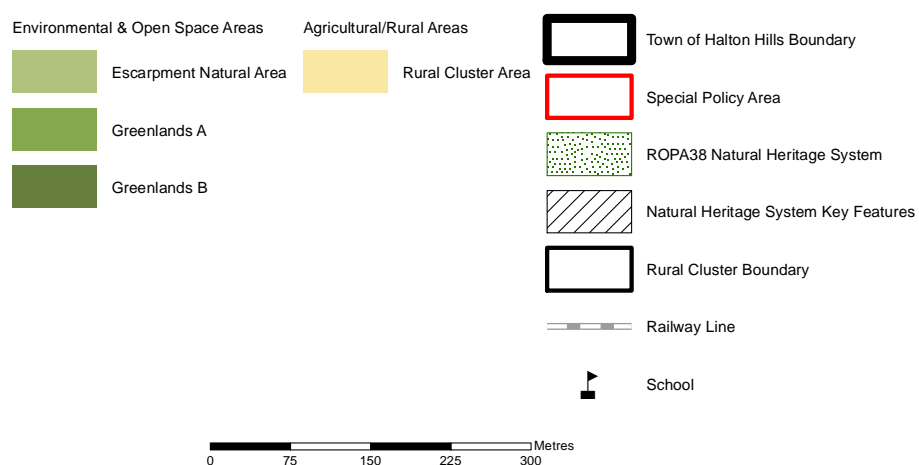 Environmental & Open Space Areas
Escarpment Natural Area
Greenlands A
Greenlands B
Agricultural/Rural Areas
Rural Cluster Area
Town of Halton Hills Boundary
Special Policy Area
ROPA38 Natural Heritage System
Natural Heritage System Key Features
Rural Cluster Boundary
Railway Line
School
Metres
0 75 150 225 300